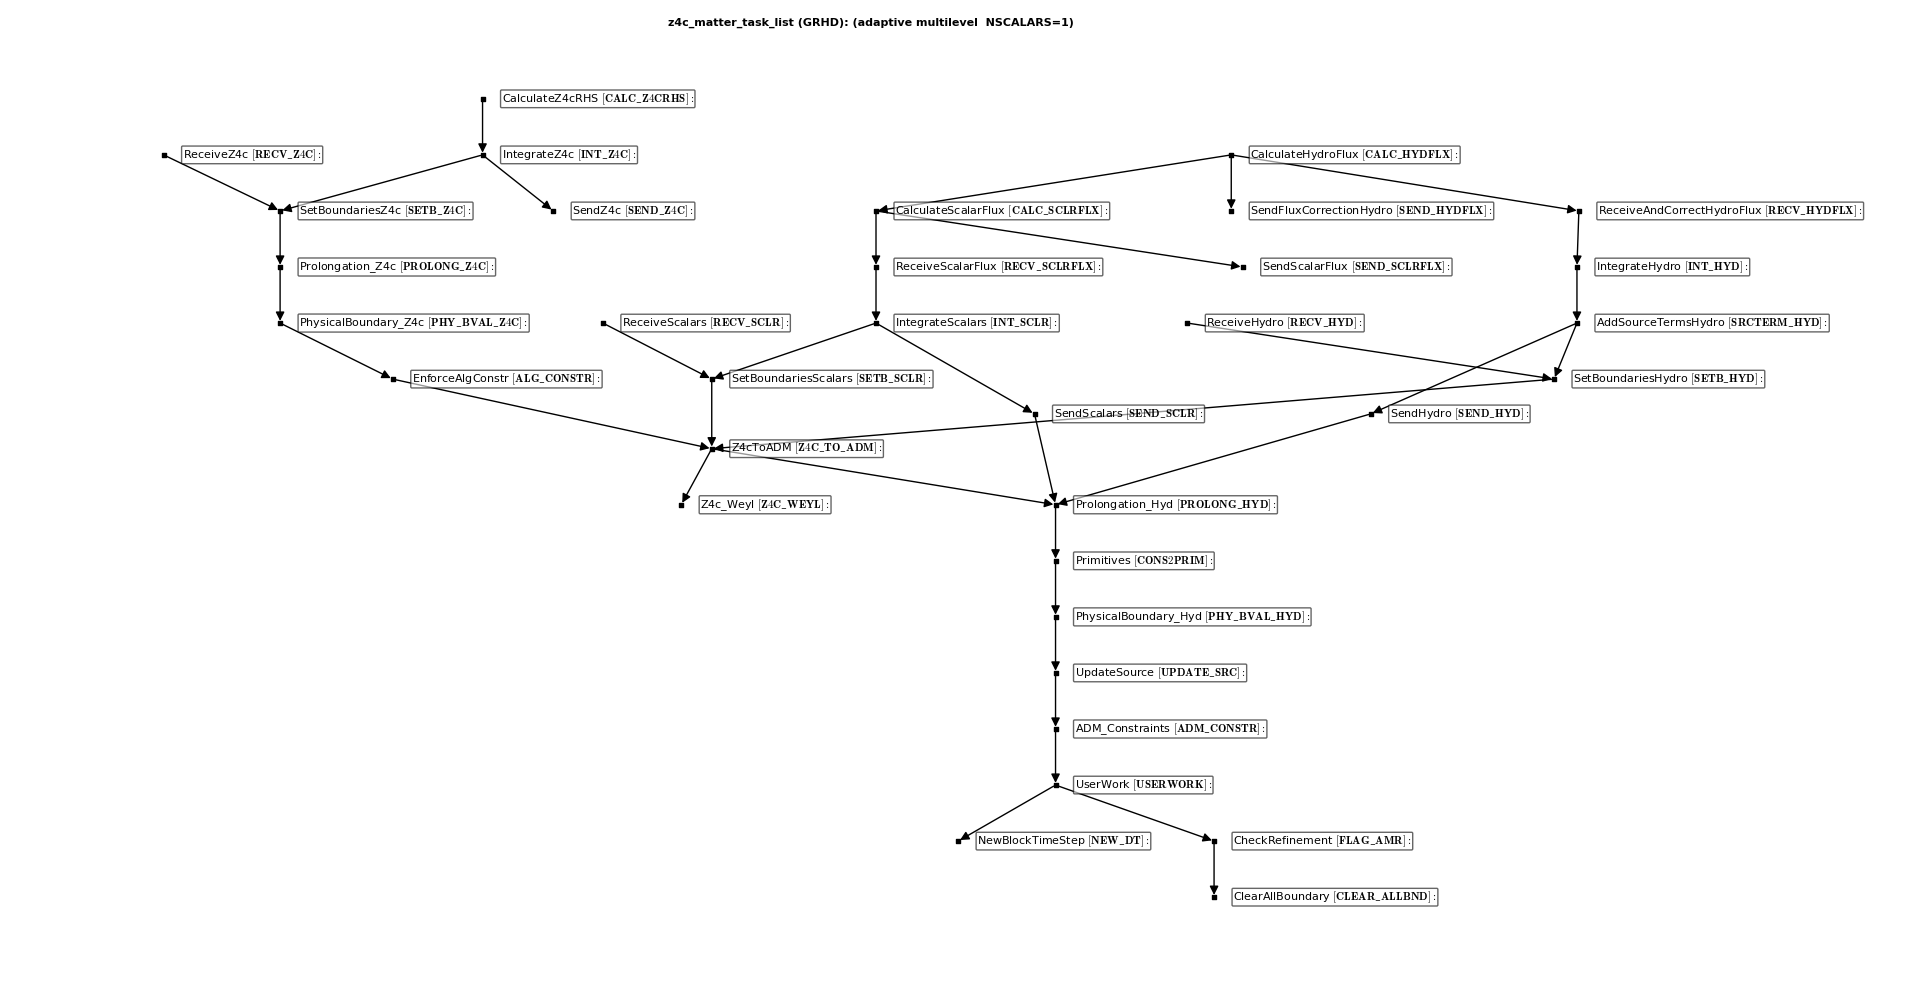 z4c_matter_task_list (GRHD): (adaptive multilevel  NSCALARS=1)
CalculateZ4cRHS [CALC_Z4CRHS]:
ReceiveZ4c [RECV_Z4C]:
IntegrateZ4c [INT_Z4C]:
CalculateHydroFlux [CALC_HYDFLX]:
SetBoundariesZ4c [SETB_Z4C]:
SendZ4c [SEND_Z4C]:
CalculateScalarFlux [CALC_SCLRFLX]:
SendFluxCorrectionHydro [SEND_HYDFLX]:
ReceiveAndCorrectHydroFlux [RECV_HYDFLX]:
Prolongation_Z4c [PROLONG_Z4C]:
ReceiveScalarFlux [RECV_SCLRFLX]:
SendScalarFlux [SEND_SCLRFLX]:
IntegrateHydro [INT_HYD]:
PhysicalBoundary_Z4c [PHY_BVAL_Z4C]:
ReceiveScalars [RECV_SCLR]:
IntegrateScalars [INT_SCLR]:
ReceiveHydro [RECV_HYD]:
AddSourceTermsHydro [SRCTERM_HYD]:
EnforceAlgConstr [ALG_CONSTR]:
SetBoundariesScalars [SETB_SCLR]:
SetBoundariesHydro [SETB_HYD]:
SendScalars [SEND_SCLR]:
SendHydro [SEND_HYD]:
Z4cToADM [Z4C_TO_ADM]:
Z4c_Weyl [Z4C_WEYL]:
Prolongation_Hyd [PROLONG_HYD]:
Primitives [CONS2PRIM]:
PhysicalBoundary_Hyd [PHY_BVAL_HYD]:
UpdateSource [UPDATE_SRC]:
ADM_Constraints [ADM_CONSTR]:
UserWork [USERWORK]:
NewBlockTimeStep [NEW_DT]:
CheckRefinement [FLAG_AMR]:
ClearAllBoundary [CLEAR_ALLBND]: